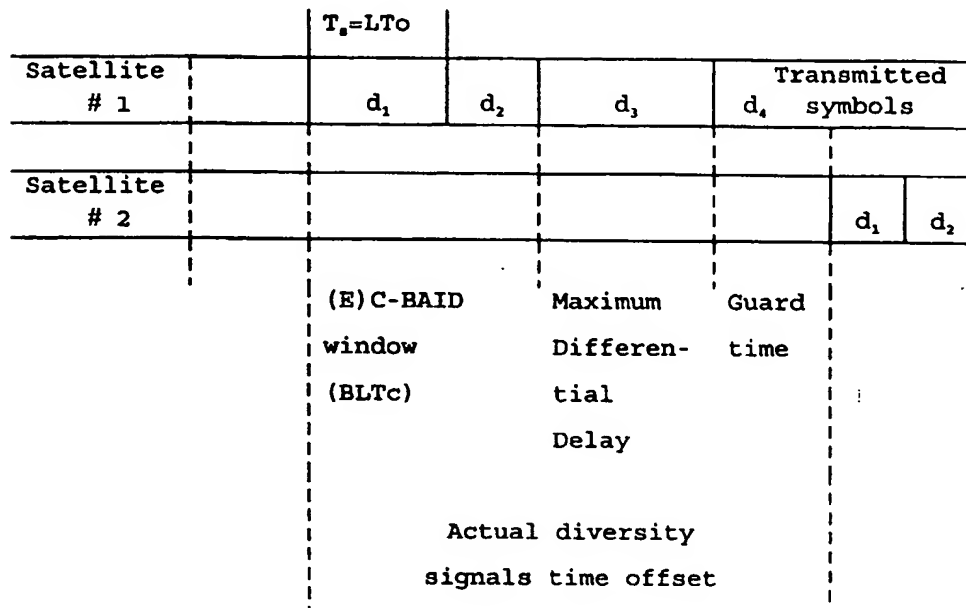 Tₛ=LTo
Satellite Transmitted
# 1 d₁ d₂ d₃ d₄ symbols
Satellite
# 2 d₁ d₂
(E)C-BAID Maximum Guard
window Differen- time
(BLTc) tial
Delay
Actual diversity
signals time offset